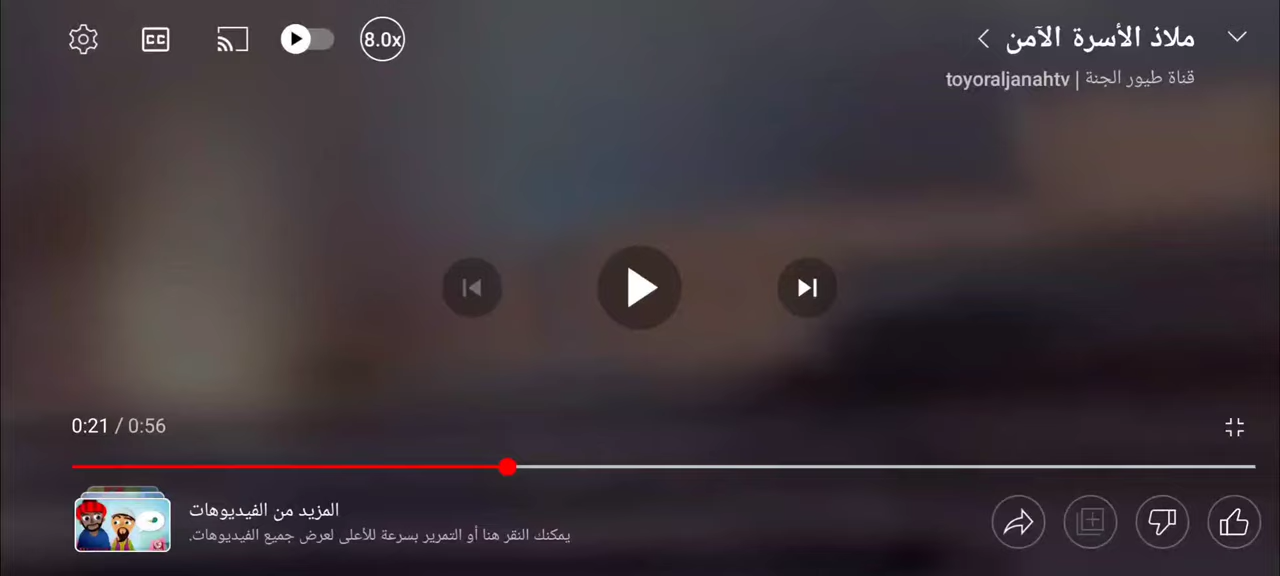 ملاذ الأسرة الآمن
قناة طيور الجنة | toyoraljanahtv
CC
8.0x
0:21 / 0:56
المزيد من الفيديوهات
يمكنك النقر هنا أو التمرير بسرعة للأعلى لعرض جميع الفيديوهات.